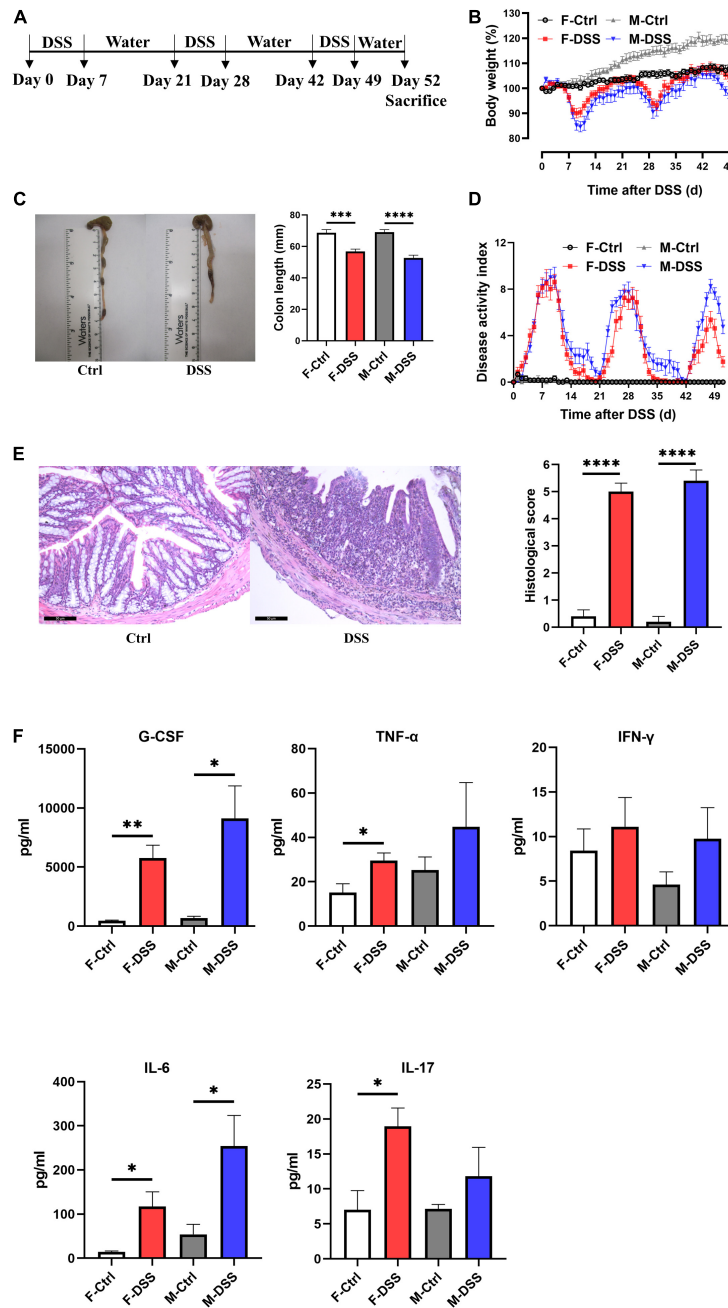 A
DSS Water DSS Water DSS Water
Day 0 Day 7 Day 21 Day 28 Day 42 Day 49 Day 52
Sacrifice
B
F-Ctrl M-Ctrl
F-DSS M-DSS
Body weight (%)
130
120
110
100
90
80
0 7 14 21 28 35 42
Time after DSS (d)
C
Waters
Waters
Ctrl DSS
Colon length (mm)
80
60
40
20
0
*** ****
F-Ctrl F-DSS M-Ctrl M-DSS
D
F-Ctrl M-Ctrl
F-DSS M-DSS
Disease activity index
12
8
4
0
0 7 14 21 28 35 42 49
Time after DSS (d)
E
Ctrl DSS
Histological score
6
5
4
3
2
1
0
**** ****
F-Ctrl F-DSS M-Ctrl M-DSS
F
G-CSF
pg/ml
15000
10000
5000
0
** *
F-Ctrl F-DSS M-Ctrl M-DSS
TNF-α
pg/ml
80
60
40
20
0
*
F-Ctrl F-DSS M-Ctrl M-DSS
IFN-γ
pg/ml
20
15
10
5
0
F-Ctrl F-DSS M-Ctrl M-DSS
IL-6
pg/ml
400
300
200
100
0
* *
F-Ctrl F-DSS M-Ctrl M-DSS
IL-17
pg/ml
25
20
15
10
5
0
*
F-Ctrl F-DSS M-Ctrl M-DSS